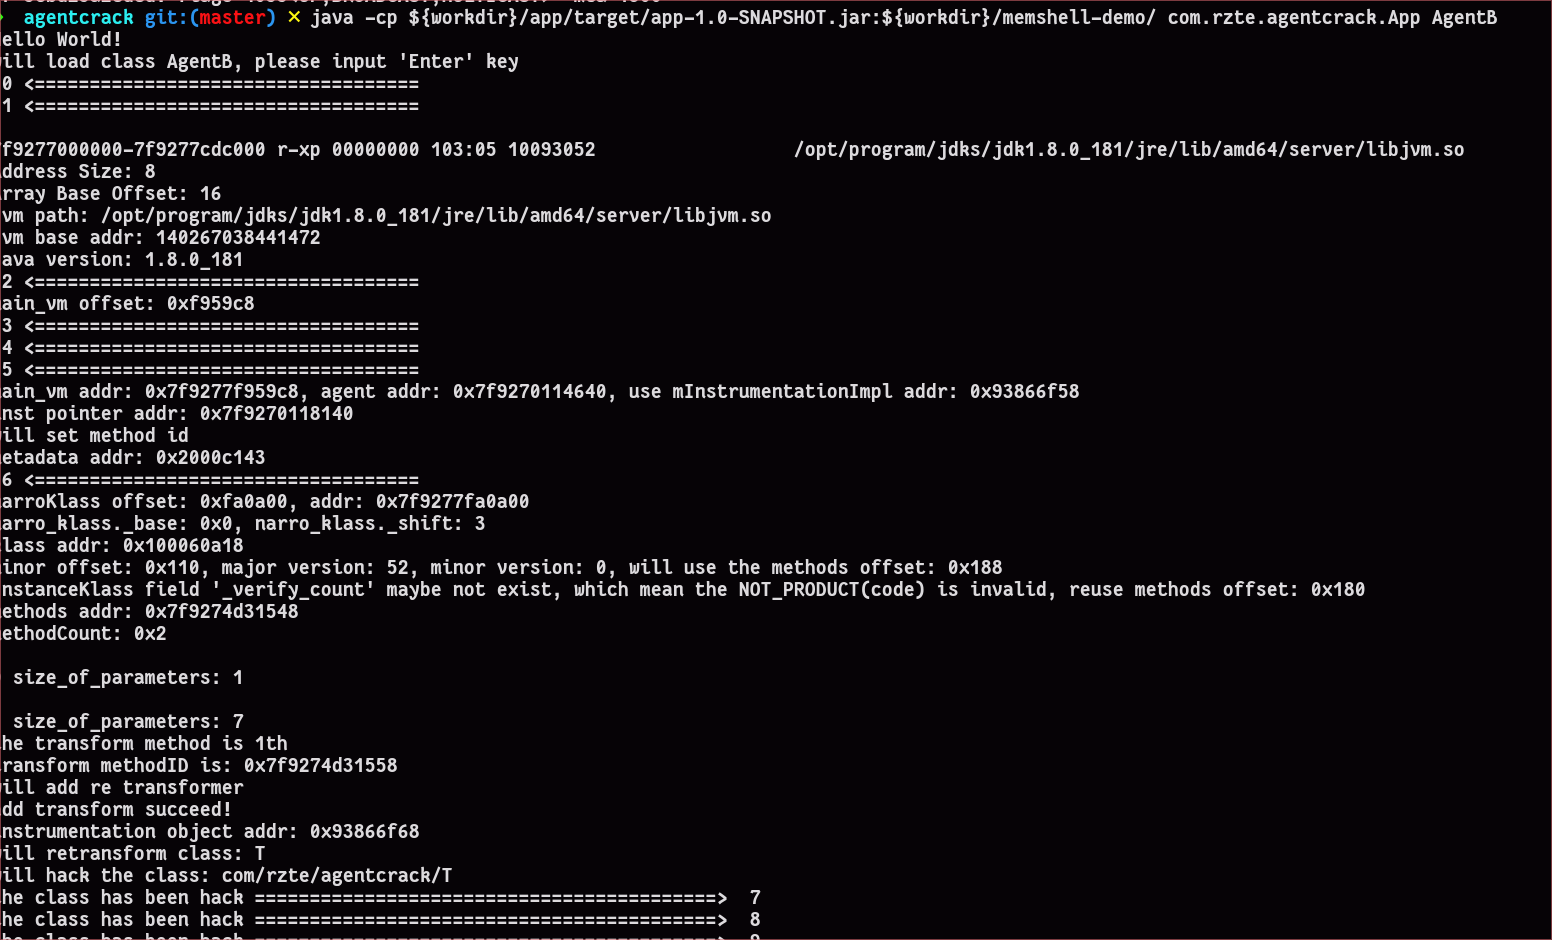 agentcrack git:(master) ✕ java -cp ${workdir}/app/target/app-1.0-SNAPSHOT.jar:${workdir}/memshell-demo/ com.rzte.agentcrack.App AgentB
ello World!
ill load class AgentB, please input 'Enter' key
0 <===================================
1 <===================================
f9277000000-7f9277cdc000 r-xp 00000000 103:05 10093052 /opt/program/jdks/jdk1.8.0_181/jre/lib/amd64/server/libjvm.so
ddress Size: 8
rray Base Offset: 16
vm path: /opt/program/jdks/jdk1.8.0_181/jre/lib/amd64/server/libjvm.so
vm base addr: 140267038441472
ava version: 1.8.0_181
2 <===================================
ain_vm offset: 0xf959c8
3 <===================================
4 <===================================
5 <===================================
ain_vm addr: 0x7f9277f959c8, agent addr: 0x7f9270114640, use mInstrumentationImpl addr: 0x93866f58
nst pointer addr: 0x7f9270118140
ill set method id
etadata addr: 0x2000c143
6 <===================================
arroKlass offset: 0xfa0a00, addr: 0x7f9277fa0a00
arro_klass._base: 0x0, narro_klass._shift: 3
lass addr: 0x100060a18
inor offset: 0x110, major version: 52, minor version: 0, will use the methods offset: 0x188
nstanceKlass field '_verify_count' maybe not exist, which mean the NOT_PRODUCT(code) is invalid, reuse methods offset: 0x180
ethods addr: 0x7f9274d31548
ethodCount: 0x2
size_of_parameters: 1
size_of_parameters: 7
he transform method is 1th
ransform methodID is: 0x7f9274d31558
ill add re transformer
dd transform succeed!
nstrumentation object addr: 0x93866f68
ill retransform class: T
ill hack the class: com/rzte/agentcrack/T
he class has been hack ==========================================> 7
he class has been hack ==========================================> 8